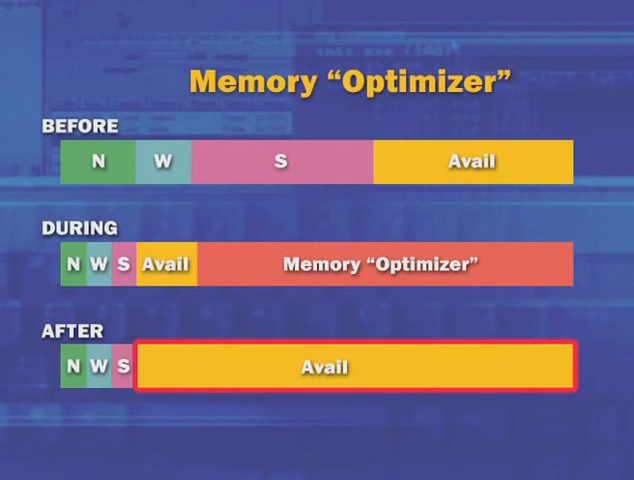 Memory “Optimizer”
BEFORE
N W S Avail
DURING
N W S Avail Memory “Optimizer”
AFTER
N W S Avail